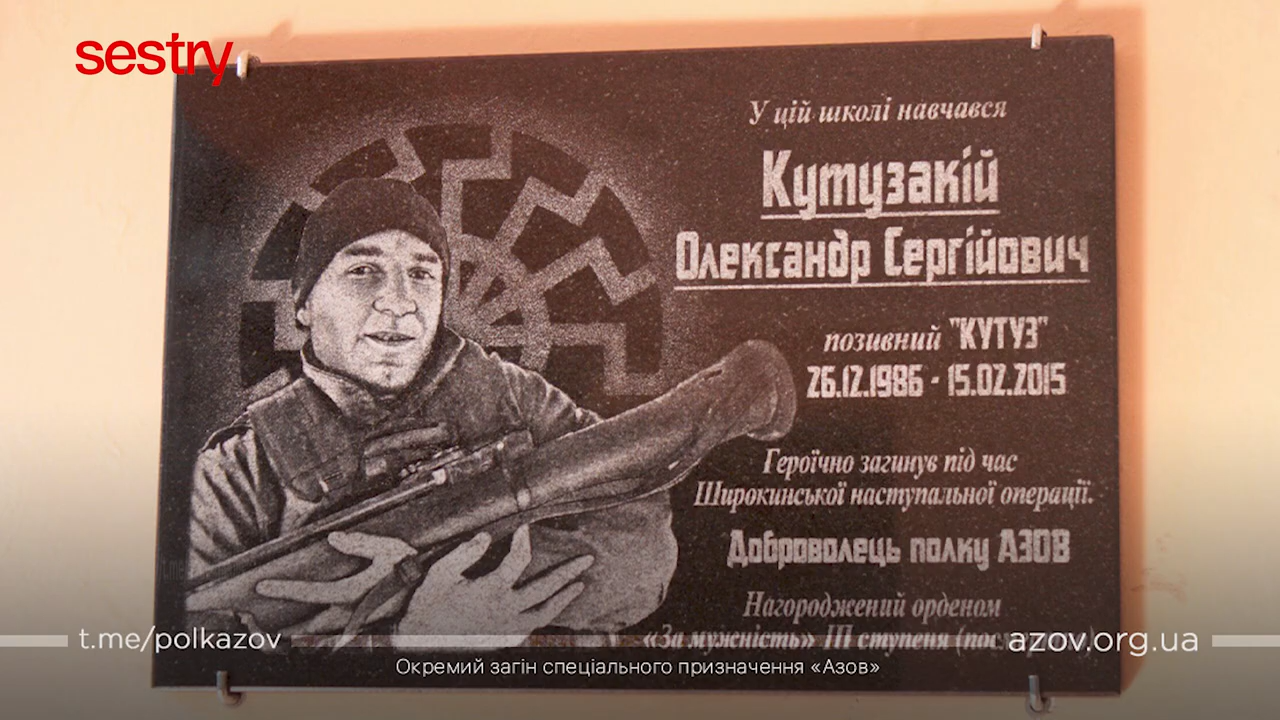 sestry
У цій школі навчався
Кутузакій
Олександр Сергійович
позивний "КУТУЗ"
26.12.1986 - 15.02.2015
Героїчно загинув під час
Широкинської наступальної операції.
Доброволець полку АЗОВ
Нагороджений орденом
«За мужність» III ступеня
t.me/polkazov
azov.org.ua
Окремий загін спеціального призначення «Азов»